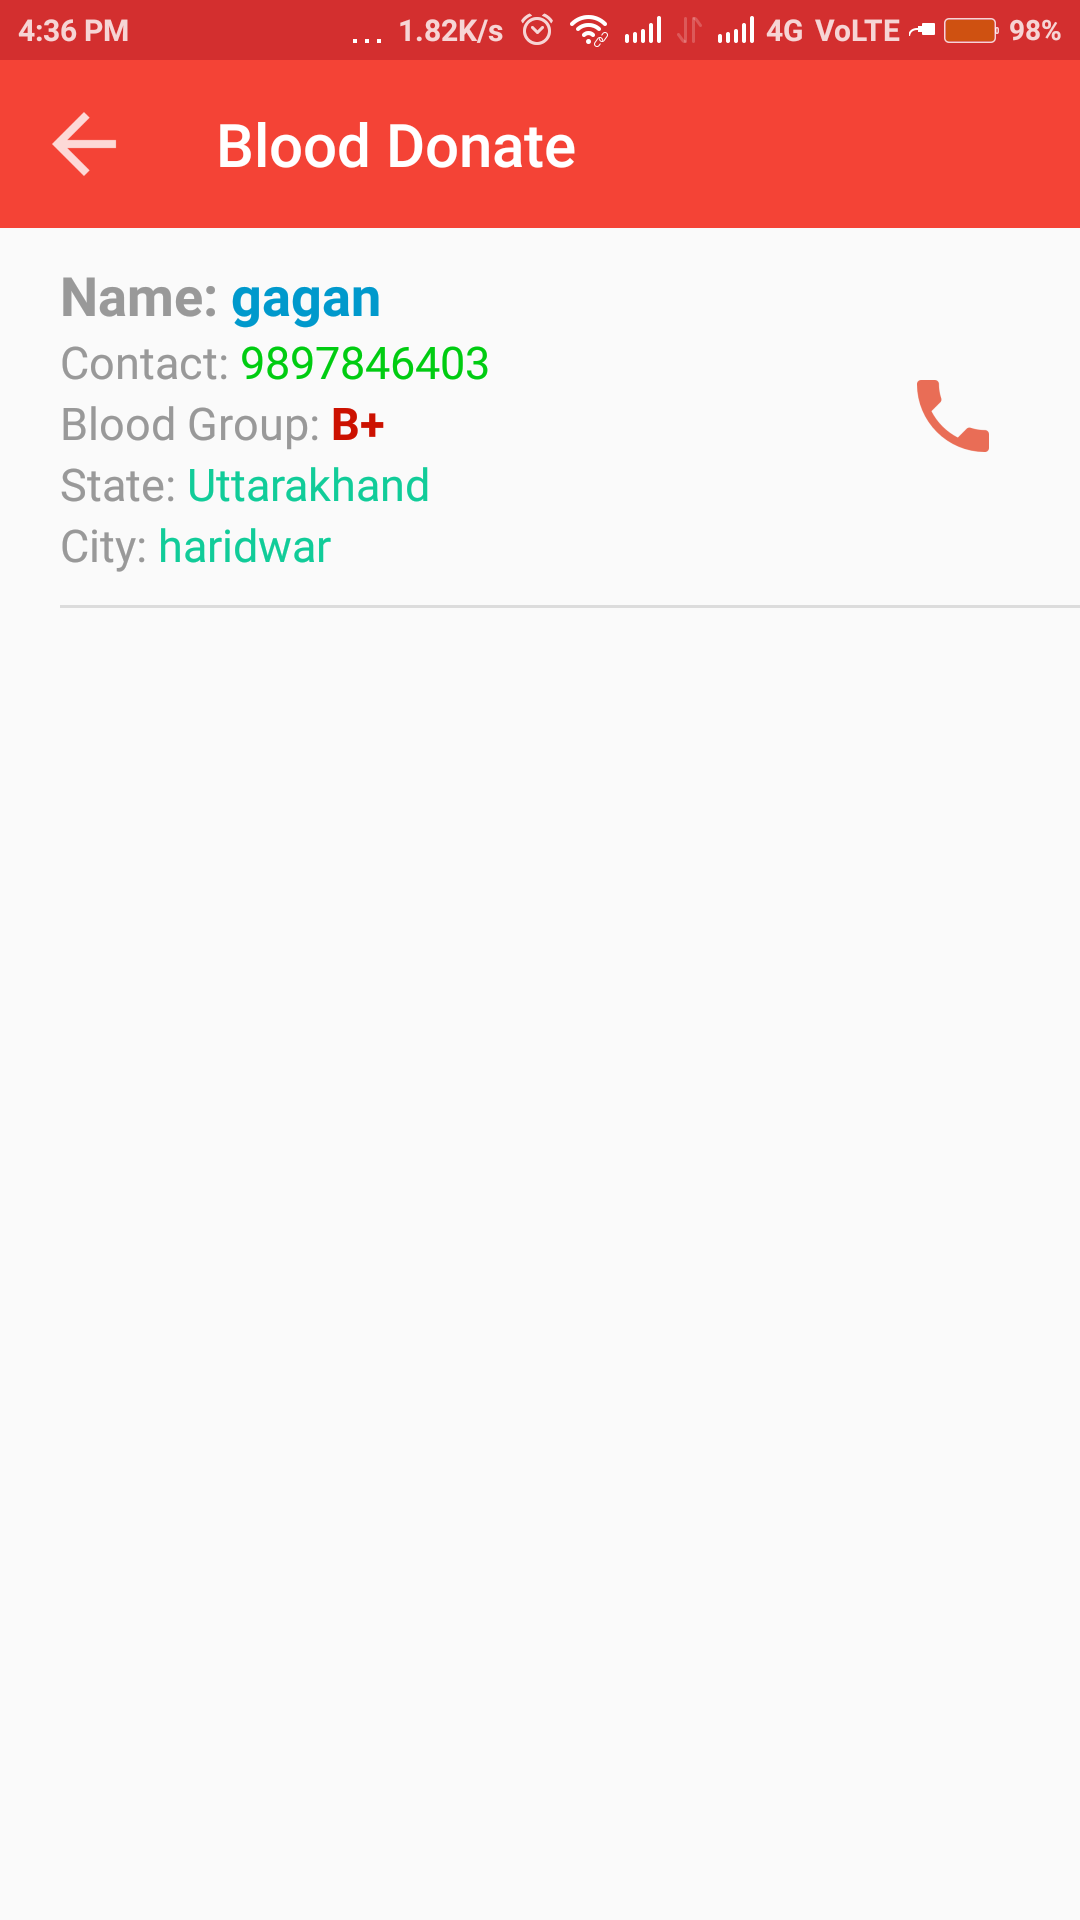 4:36 PM ... 1.82K/s 4G VoLTE 98%
Blood Donate
Name: gagan
Contact: 9897846403
Blood Group: B+
State: Uttarakhand
City: haridwar